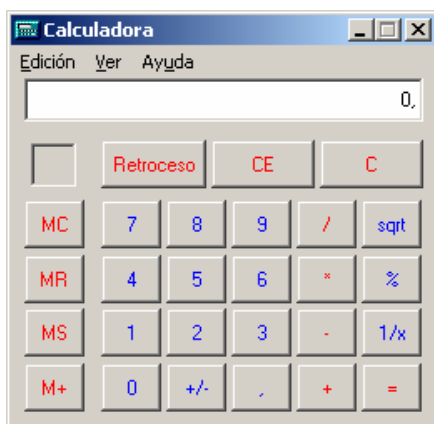 Calculadora
Edición Ver Ayuda
0,
Retroceso CE C
MC 7 8 9 / sqrt
MR 4 5 6 * %
MS 1 2 3 - 1/x
M+ 0 +/- , + =